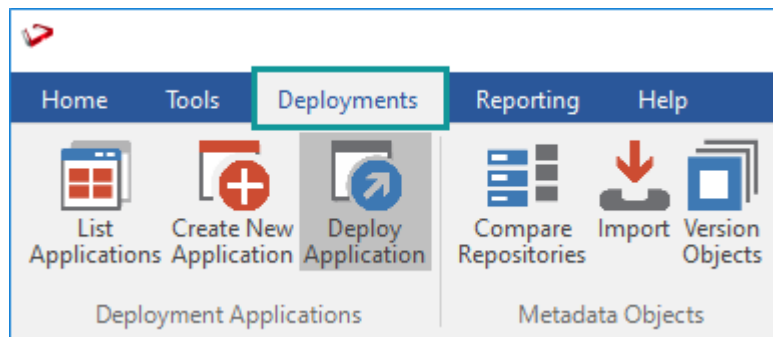 Home Tools Deployments Reporting Help
List Create New Deploy Compare Import Version
Applications Application Application Repositories Objects
Deployment Applications Metadata Objects